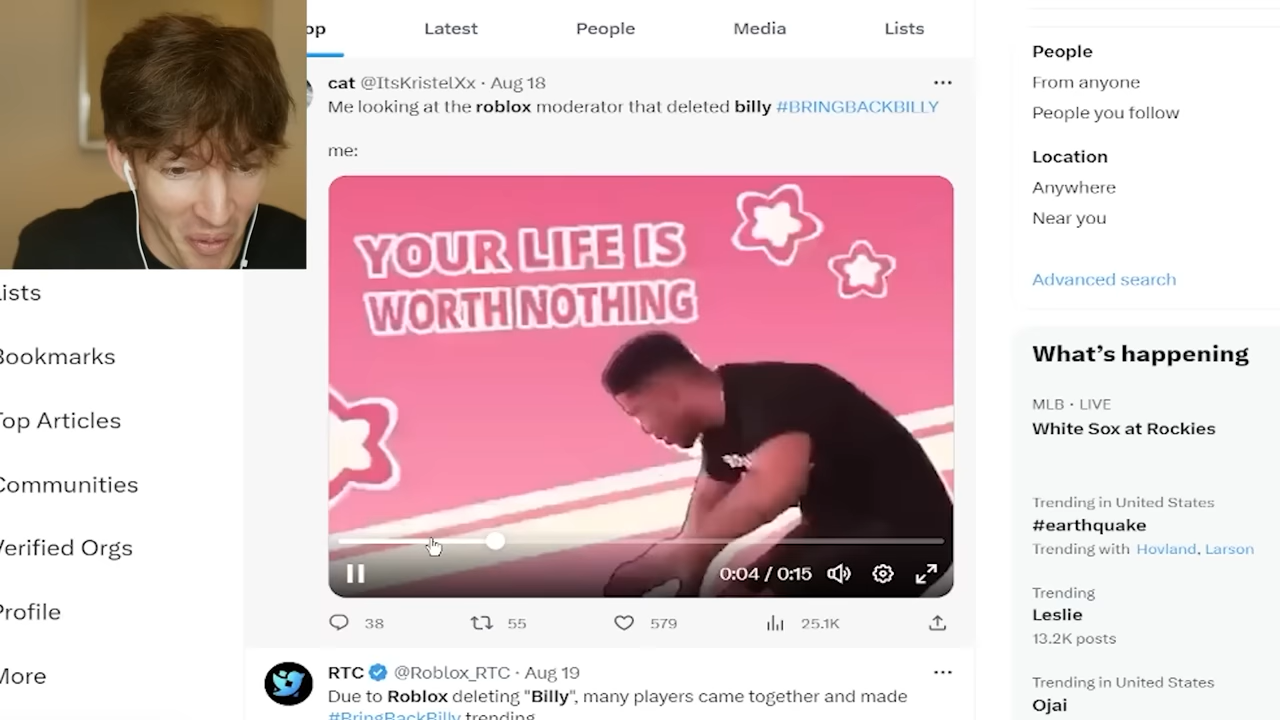 op
Latest
People
Media
Lists
cat @ItsKristelXx · Aug 18
Me looking at the roblox moderator that deleted billy #BRINGBACKBILLY
me:
YOUR LIFE IS
WORTH NOTHING
0:04 / 0:15
38
55
579
25.1K
RTC @Roblox_RTC · Aug 19
Due to Roblox deleting "Billy", many players came together and made
#BringBackBilly trending
Lists
Bookmarks
Top Articles
Communities
Verified Orgs
Profile
More
People
From anyone
People you follow
Location
Anywhere
Near you
Advanced search
What's happening
MLB · LIVE
White Sox at Rockies
Trending in United States
#earthquake
Trending with Hovland, Larson
Trending
Leslie
13.2K posts
Trending in United States
Ojai